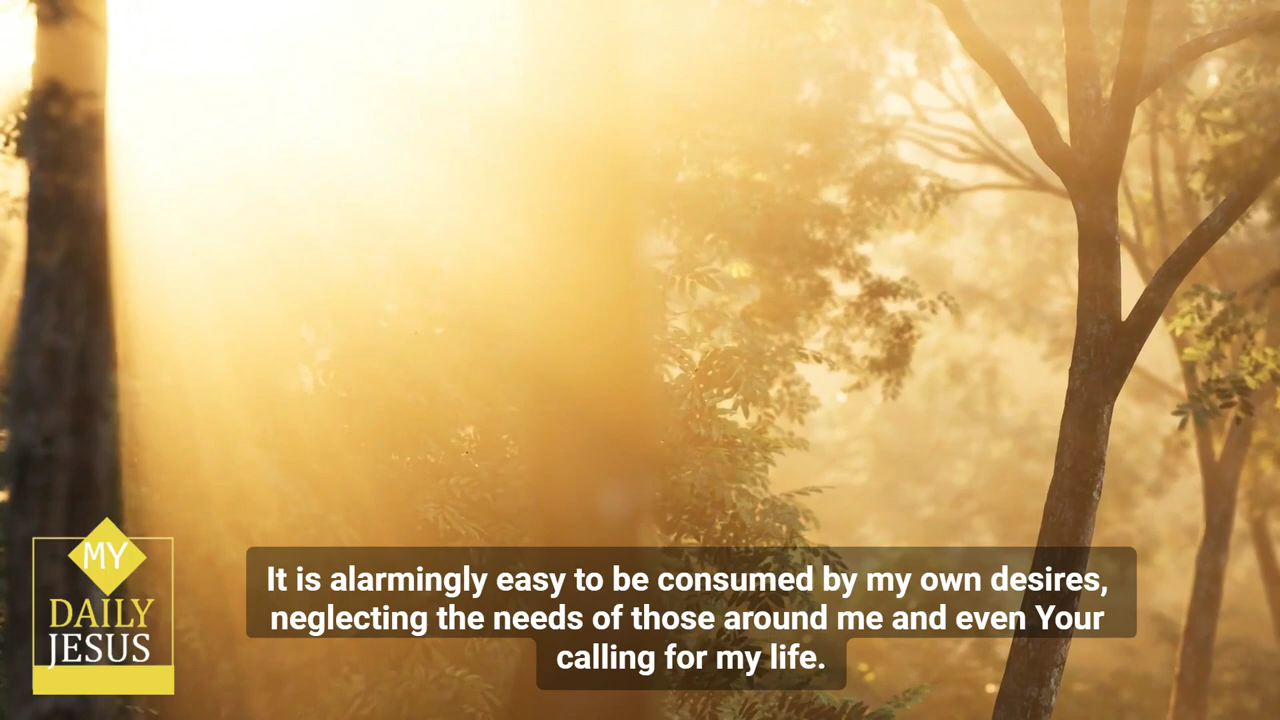 It is alarmingly easy to be consumed by my own desires,
neglecting the needs of those around me and even Your
calling for my life.
MY
DAILY
JESUS